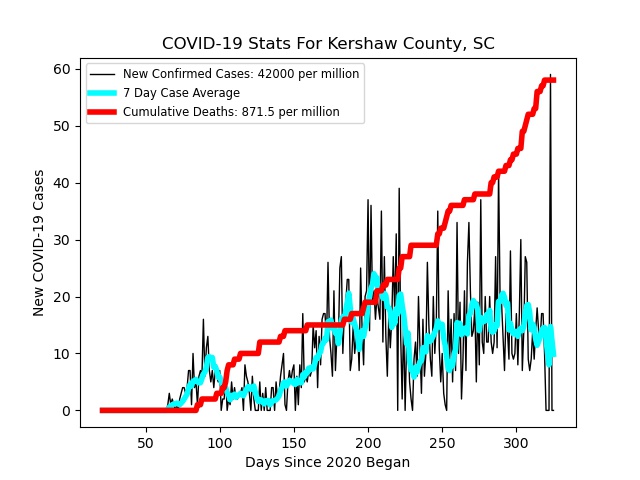 COVID-19 Stats For Kershaw County, SC
New Confirmed Cases: 42000 per million
7 Day Case Average
Cumulative Deaths: 871.5 per million
New COVID-19 Cases
60
50
40
30
20
10
0
50 100 150 200 250 300
Days Since 2020 Began